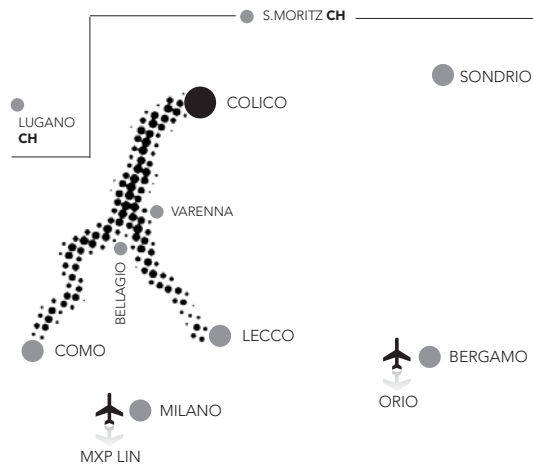 S.MORITZ CH
SONDRIO
COLICO
LUGANO
CH
VARENNA
BELLAGIO
LECCO
COMO
BERGAMO
ORIO
MILANO
MXP LIN